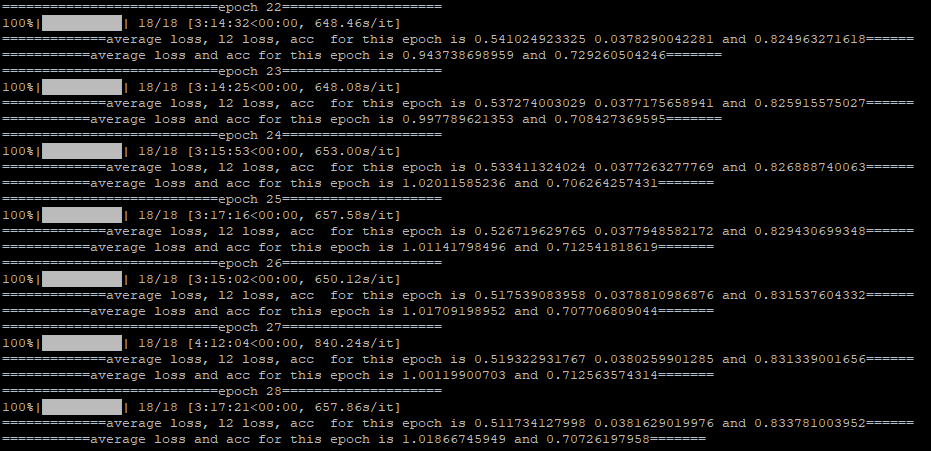 ===========================epoch 22====================
100%|██████████| 18/18 [3:14:32<00:00, 648.46s/it]
=============average loss, l2 loss, acc  for this epoch is 0.541024923325 0.0378290042281 and 0.824963271618======
===========average loss and acc for this epoch is 0.943738698959 and 0.729260504246=======
===========================epoch 23====================
100%|██████████| 18/18 [3:14:25<00:00, 648.08s/it]
=============average loss, l2 loss, acc  for this epoch is 0.537274003029 0.0377175658941 and 0.825915575027======
===========average loss and acc for this epoch is 0.997789621353 and 0.708427369595=======
===========================epoch 24====================
100%|██████████| 18/18 [3:15:53<00:00, 653.00s/it]
=============average loss, l2 loss, acc  for this epoch is 0.533411324024 0.0377263277769 and 0.826888740063======
===========average loss and acc for this epoch is 1.02011585236 and 0.706264257431=======
===========================epoch 25====================
100%|██████████| 18/18 [3:17:16<00:00, 657.58s/it]
=============average loss, l2 loss, acc  for this epoch is 0.526719629765 0.0377948582172 and 0.829430699348======
===========average loss and acc for this epoch is 1.01141798496 and 0.712541818619=======
===========================epoch 26====================
100%|██████████| 18/18 [3:15:02<00:00, 650.12s/it]
=============average loss, l2 loss, acc  for this epoch is 0.517539083958 0.0378810986876 and 0.831537604332======
===========average loss and acc for this epoch is 1.01709198952 and 0.707706809044=======
===========================epoch 27====================
100%|██████████| 18/18 [4:12:04<00:00, 840.24s/it]
=============average loss, l2 loss, acc  for this epoch is 0.519322931767 0.0380259901285 and 0.831339001656======
===========average loss and acc for this epoch is 1.00119900703 and 0.712563574314=======
===========================epoch 28====================
100%|██████████| 18/18 [3:17:21<00:00, 657.86s/it]
=============average loss, l2 loss, acc  for this epoch is 0.511734127998 0.0381629019976 and 0.833781003952======
===========average loss and acc for this epoch is 1.01866745949 and 0.70726197958=======